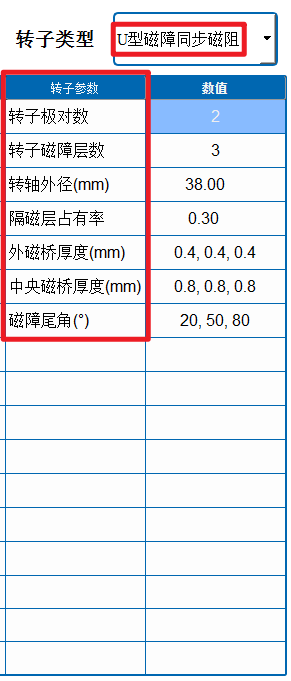 转子类型 U型磁障同步磁阻
转子参数 数值
转子极对数 2
转子磁障层数 3
转轴外径(mm) 38.00
隔磁层占有率 0.30
外磁桥厚度(mm) 0.4, 0.4, 0.4
中央磁桥厚度(mm) 0.8, 0.8, 0.8
磁障尾角(°) 20, 50, 80